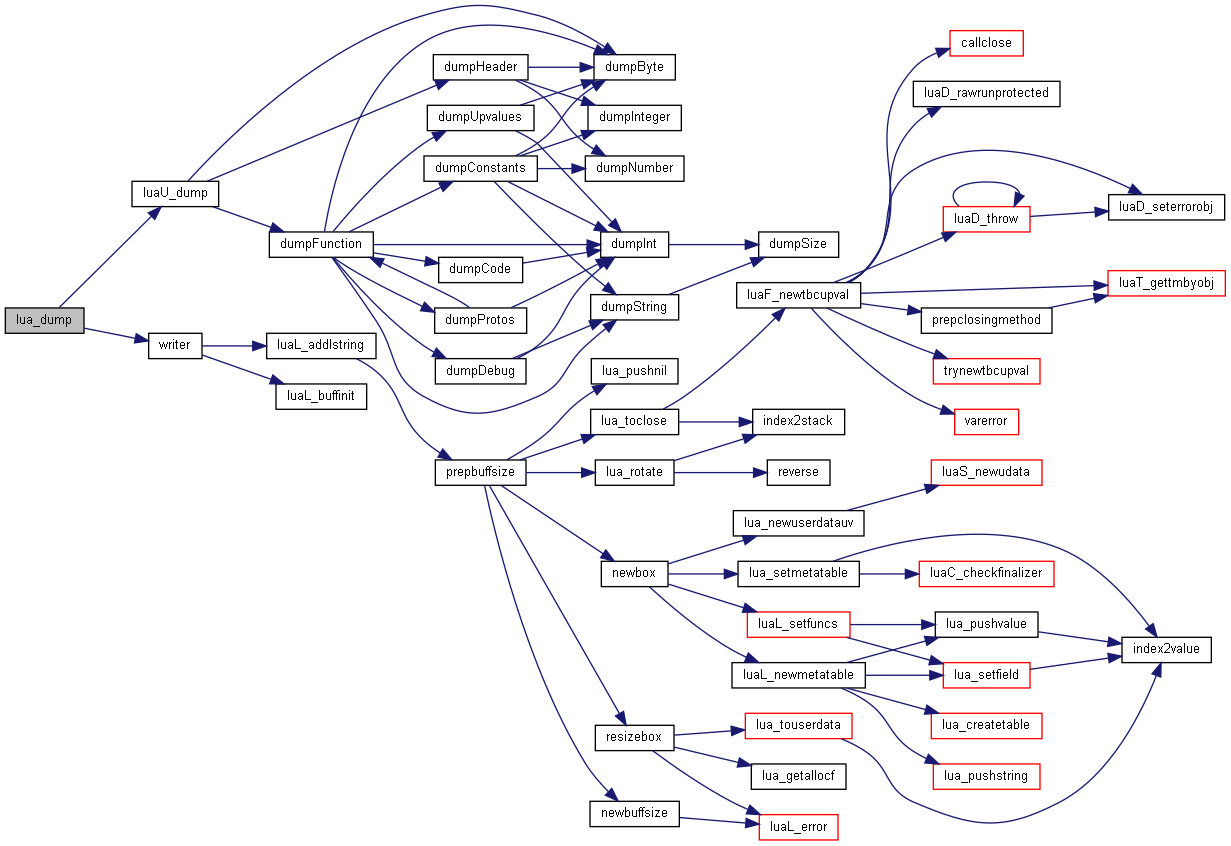 callclose
dumpHeader
dumpByte
luaD_rawrunprotected
dumpUpvalues
dumpInteger
dumpConstants
dumpNumber
luaU_dump
luaD_throw
luaD_seterrorobj
dumpFunction
dumpInt
dumpSize
dumpCode
luaF_newtbcupval
luaT_gettmbyobj
dumpString
lua_dump
dumpProtos
prepclosingmethod
writer
luaL_addlstring
dumpDebug
lua_pushnil
trynewtbcupval
luaL_buffinit
lua_toclose
index2stack
varerror
prepbuffsize
lua_rotate
reverse
luaS_newudata
lua_newuserdatauv
newbox
lua_setmetatable
luaC_checkfinalizer
luaL_setfuncs
lua_pushvalue
index2value
luaL_newmetatable
lua_setfield
resizebox
lua_touserdata
lua_createtable
lua_getallocf
lua_pushstring
newbuffsize
luaL_error